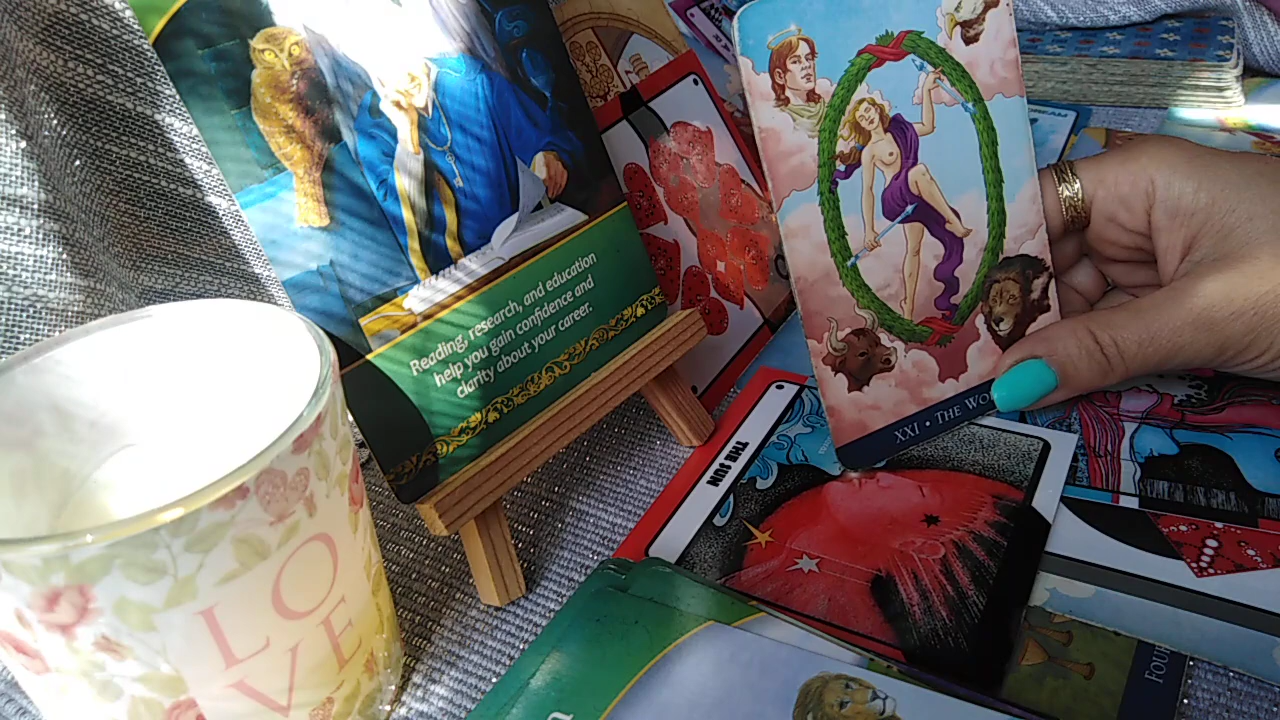 Reading, research, and education
help you gain confidence and
clarity about your career.
XXI • THE WO
THE SUN
LO
VE
FOU